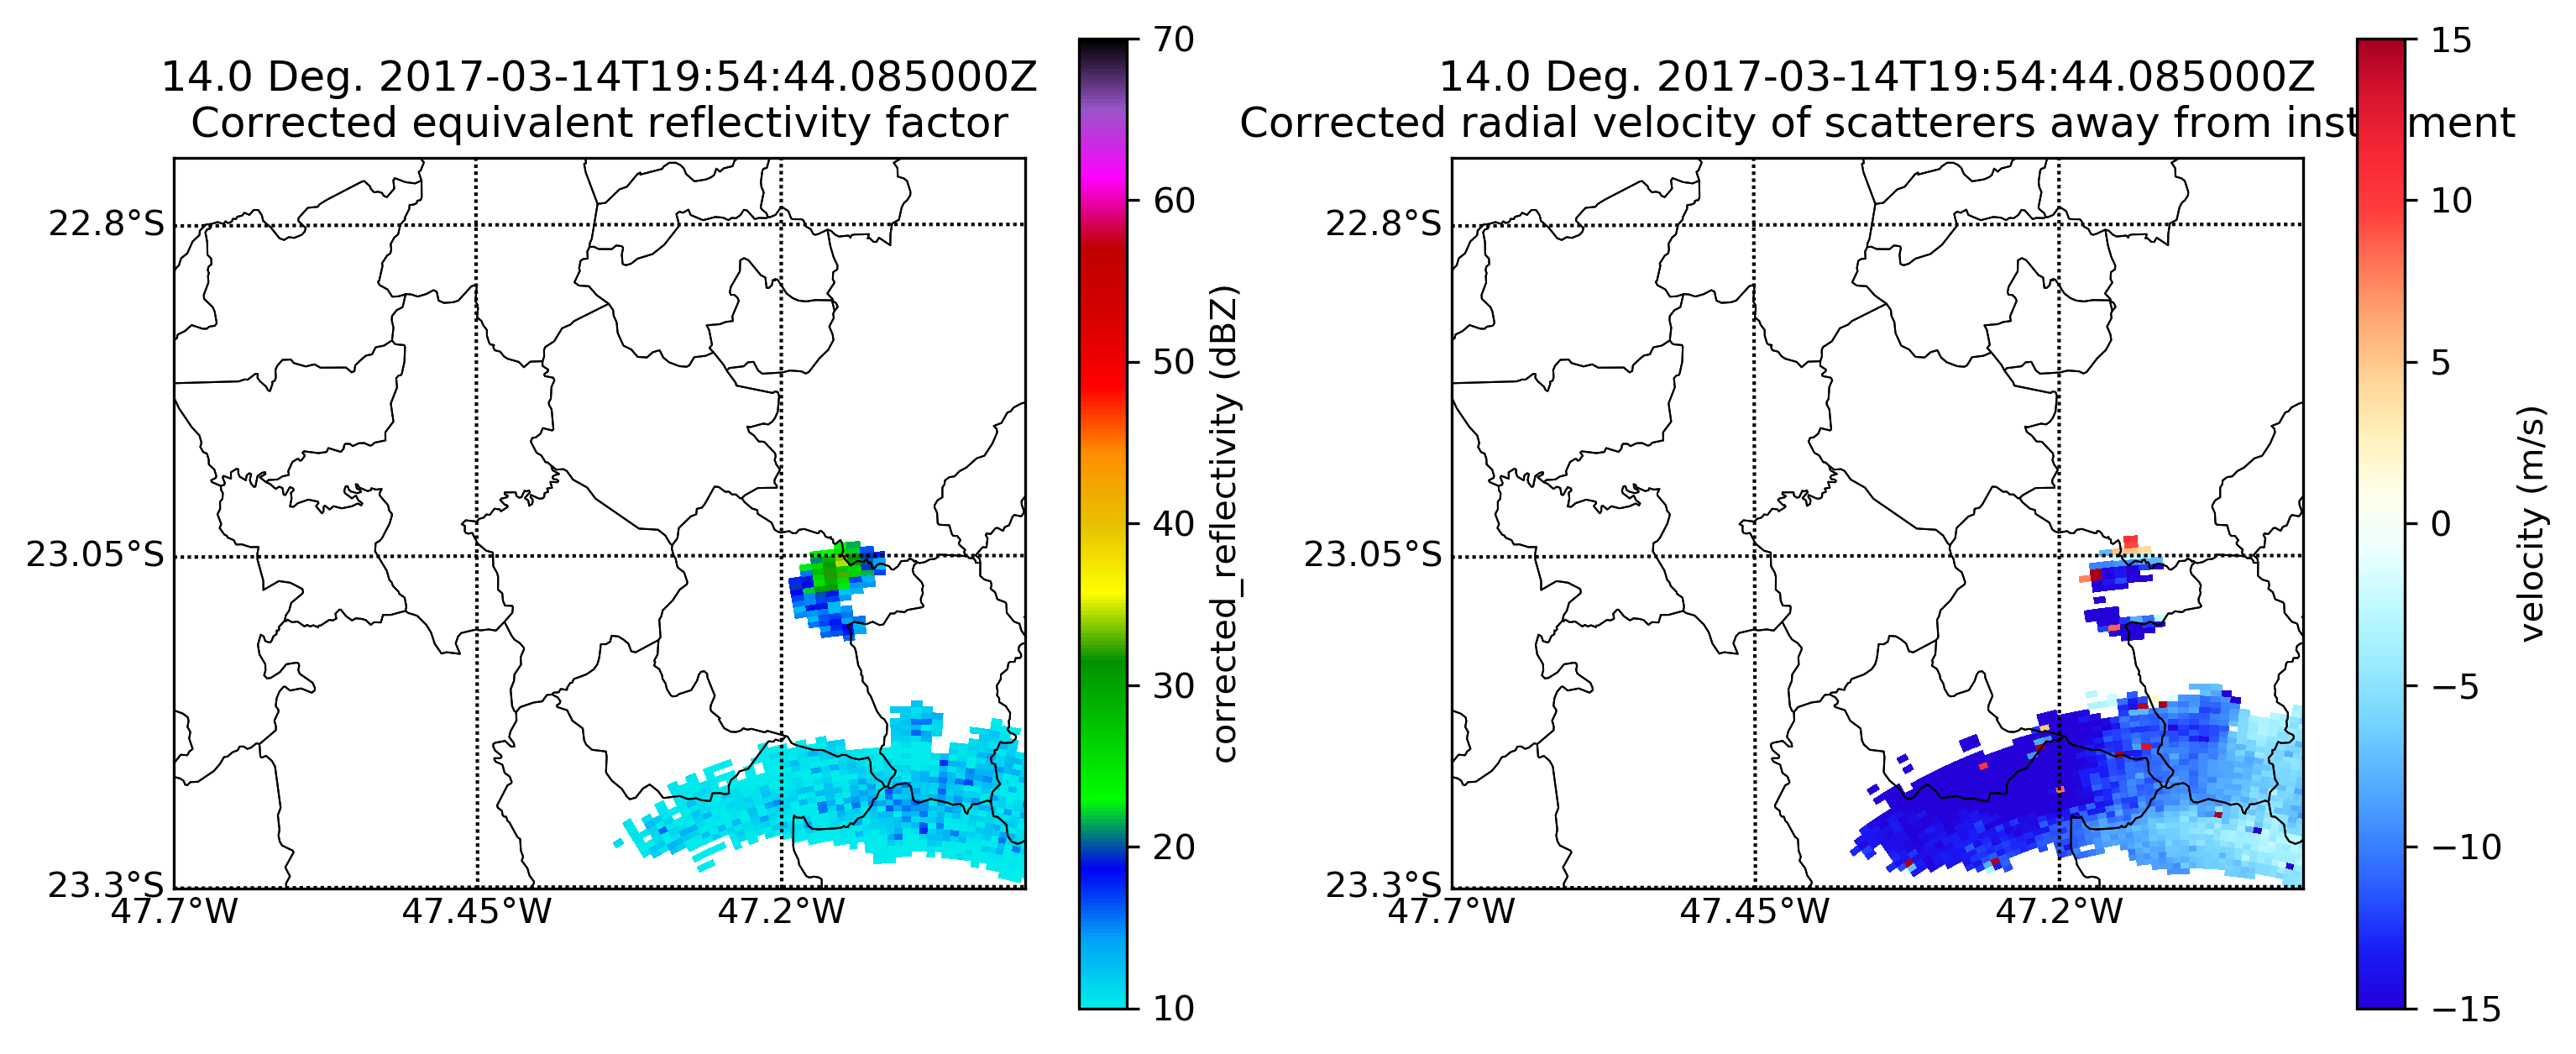 14.0 Deg. 2017-03-14T19:54:44.085000Z
Corrected equivalent reflectivity factor
22.8°S
23.05°S
23.3°S
47.7°W
47.45°W
47.2°W
70
60
50
40
30
20
10
corrected_reflectivity (dBZ)
14.0 Deg. 2017-03-14T19:54:44.085000Z
Corrected radial velocity of scatterers away from inst ment
22.8°S
23.05°S
23.3°S
47.7°W
47.45°W
47.2°W
15
10
5
0
−5
−10
−15
velocity (m/s)